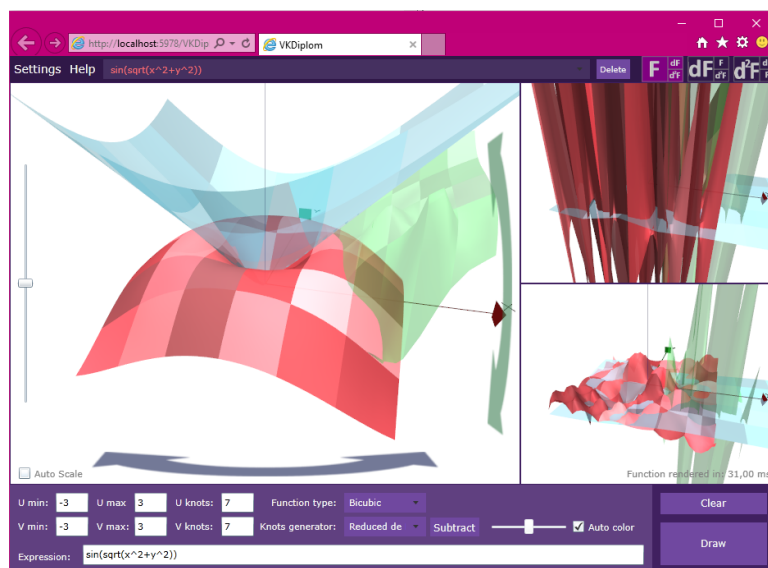 http://localhost:5978/VKDip
VKDiplom
Settings Help sin(sqrt(x^2+y^2)) Delete F dF d²F dF F d²F d²F
Auto Scale
Function rendered in: 31,00 ms
U min: -3 U max 3 U knots: 7 Function type: Bicubic Clear
V min: -3 V max: 3 V knots: 7 Knots generator: Reduced de Subtract Auto color
Draw
Expression: sin(sqrt(x^2+y^2))